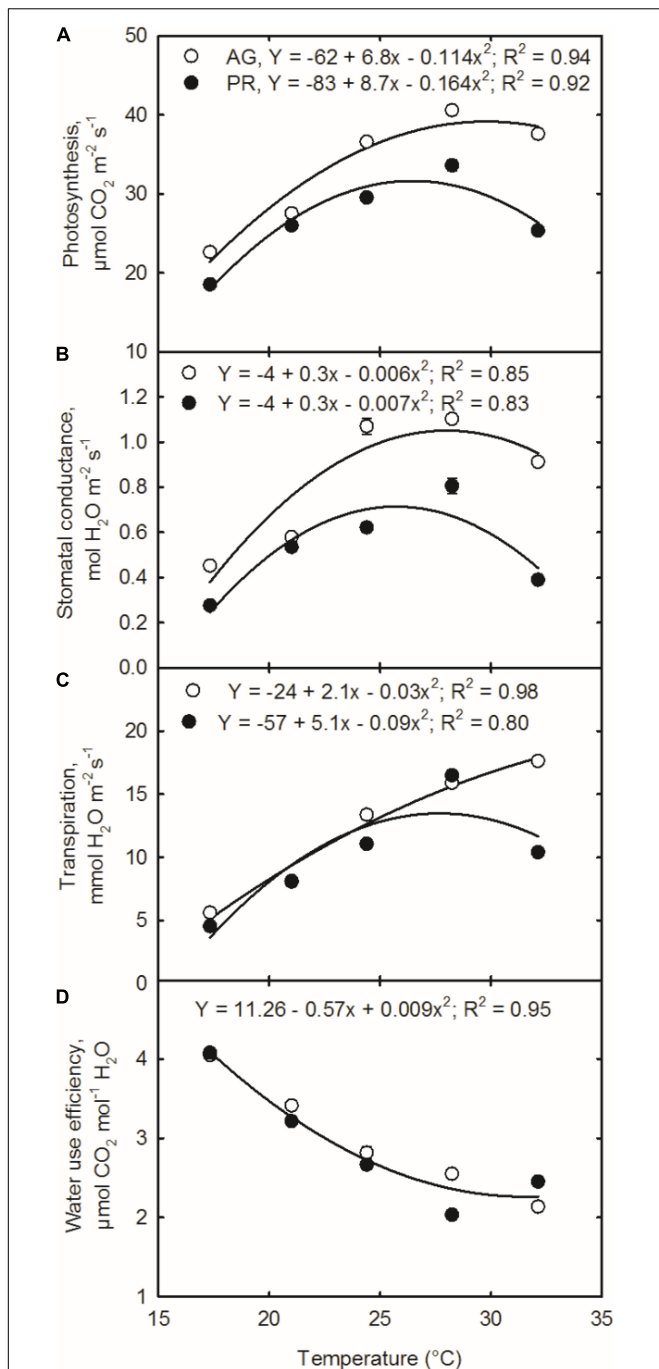 A
50
AG, Y = -62 + 6.8x - 0.114x²; R² = 0.94
PR, Y = -83 + 8.7x - 0.164x²; R² = 0.92
40
30
20
10
Photosynthesis,
µmol CO₂ m⁻² s⁻¹
B
Y = -4 + 0.3x - 0.006x²; R² = 0.85
Y = -4 + 0.3x - 0.007x²; R² = 0.83
1.2
1.0
0.8
0.6
0.4
0.2
0.0
Stomatal conductance,
mol H₂O m⁻² s⁻¹
C
Y = -24 + 2.1x - 0.03x²; R² = 0.98
Y = -57 + 5.1x - 0.09x²; R² = 0.80
20
15
10
5
0
Transpiration,
mmol H₂O m⁻² s⁻¹
D
Y = 11.26 - 0.57x + 0.009x²; R² = 0.95
4
3
2
1
Water use efficiency,
µmol CO₂ mol⁻¹ H₂O
15 20 25 30 35
Temperature (°C)